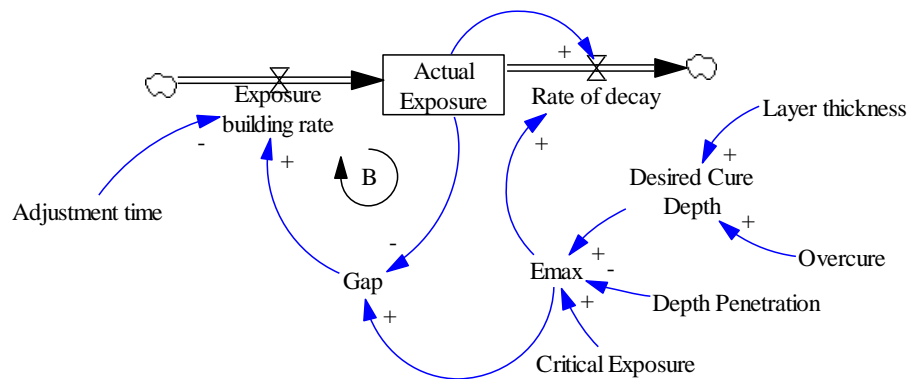 +
Actual
Exposure
Exposure
building rate
Rate of decay
Layer thickness
-
+
+
+
B
Desired Cure
Depth
Adjustment time
+
-
Overcure
+
-
Gap
Emax
Depth Penetration
+
+
Critical Exposure